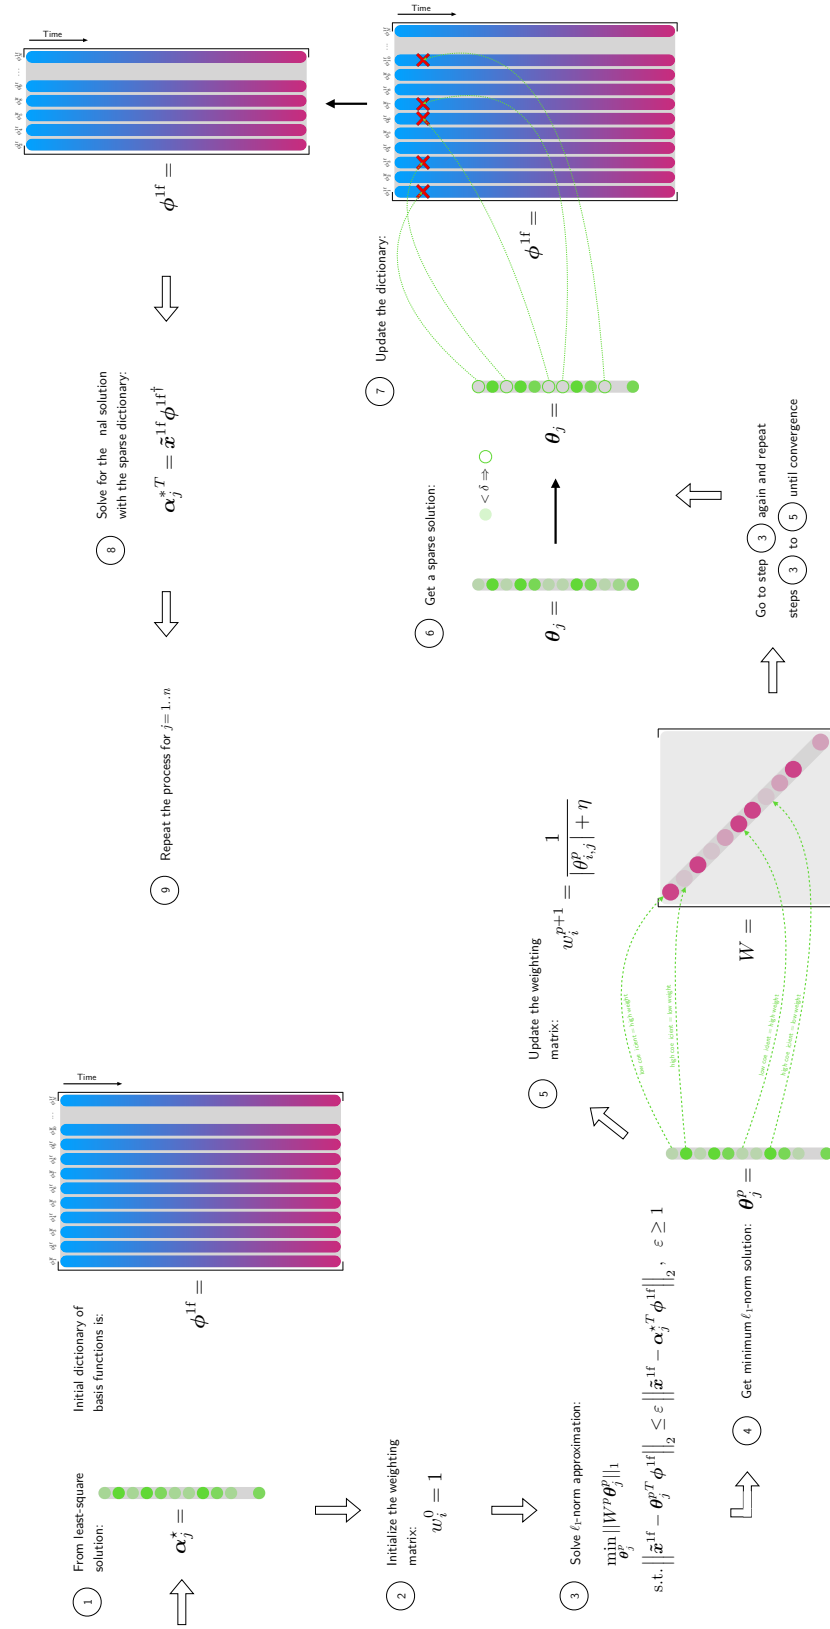 1
From least-square
solution:
α⋆j =
Initial dictionary of
basis functions is:
ϕ^1f =
Time
...
2
Initialize the weighting
matrix:
w_i^0 = 1
3
Solve ℓ1-norm approximation:
min_{θ_j^p} ||W^p θ_j^p||_1
s.t. ||x̃^1f − θ_j^{pT} ϕ^1f||_2 ≤ ε ||x̃^1f − α_j^{⋆T} ϕ^1f||_2 , ε ≥ 1
4
Get minimum ℓ1-norm solution:
θ_j^p =
5
Update the weighting
matrix:
w_i^{p+1} = 1 / (|θ_{i,j}^p| + η)
W =
Go to step 3 again and repeat
steps 3 to 5 until convergence
6
Get a sparse solution:
< δ ⇒
θ_j =
θ_j =
7
Update the dictionary:
ϕ^1f =
Time
ϕ^1f =
Time
...
8
Solve for the nal solution
with the sparse dictionary:
α_j^{⋆T} = x̃^1f ϕ^{1f†}
9
Repeat the process for j = 1..n